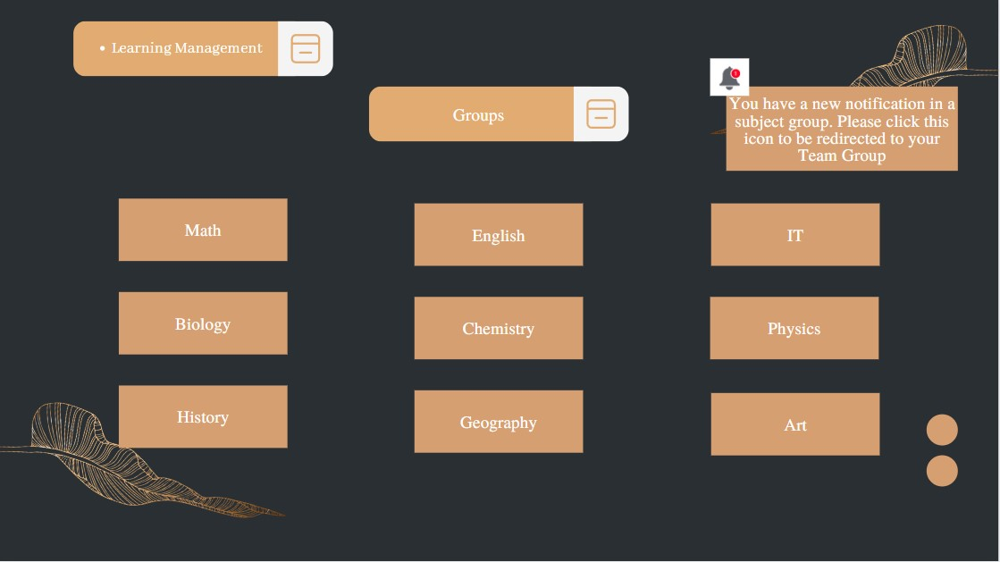 • Learning Management
Groups
You have a new notification in a
subject group. Please click this
icon to be redirected to your
Team Group
Math
English
IT
Biology
Chemistry
Physics
History
Geography
Art